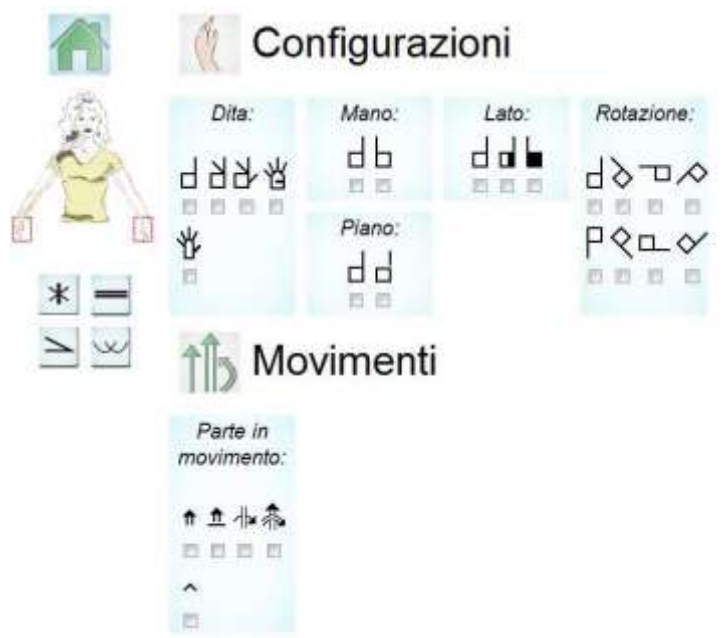 Configurazioni
Dita:
Mano:
Lato:
Rotazione:
Piano:
Movimenti
Parte in
movimento: